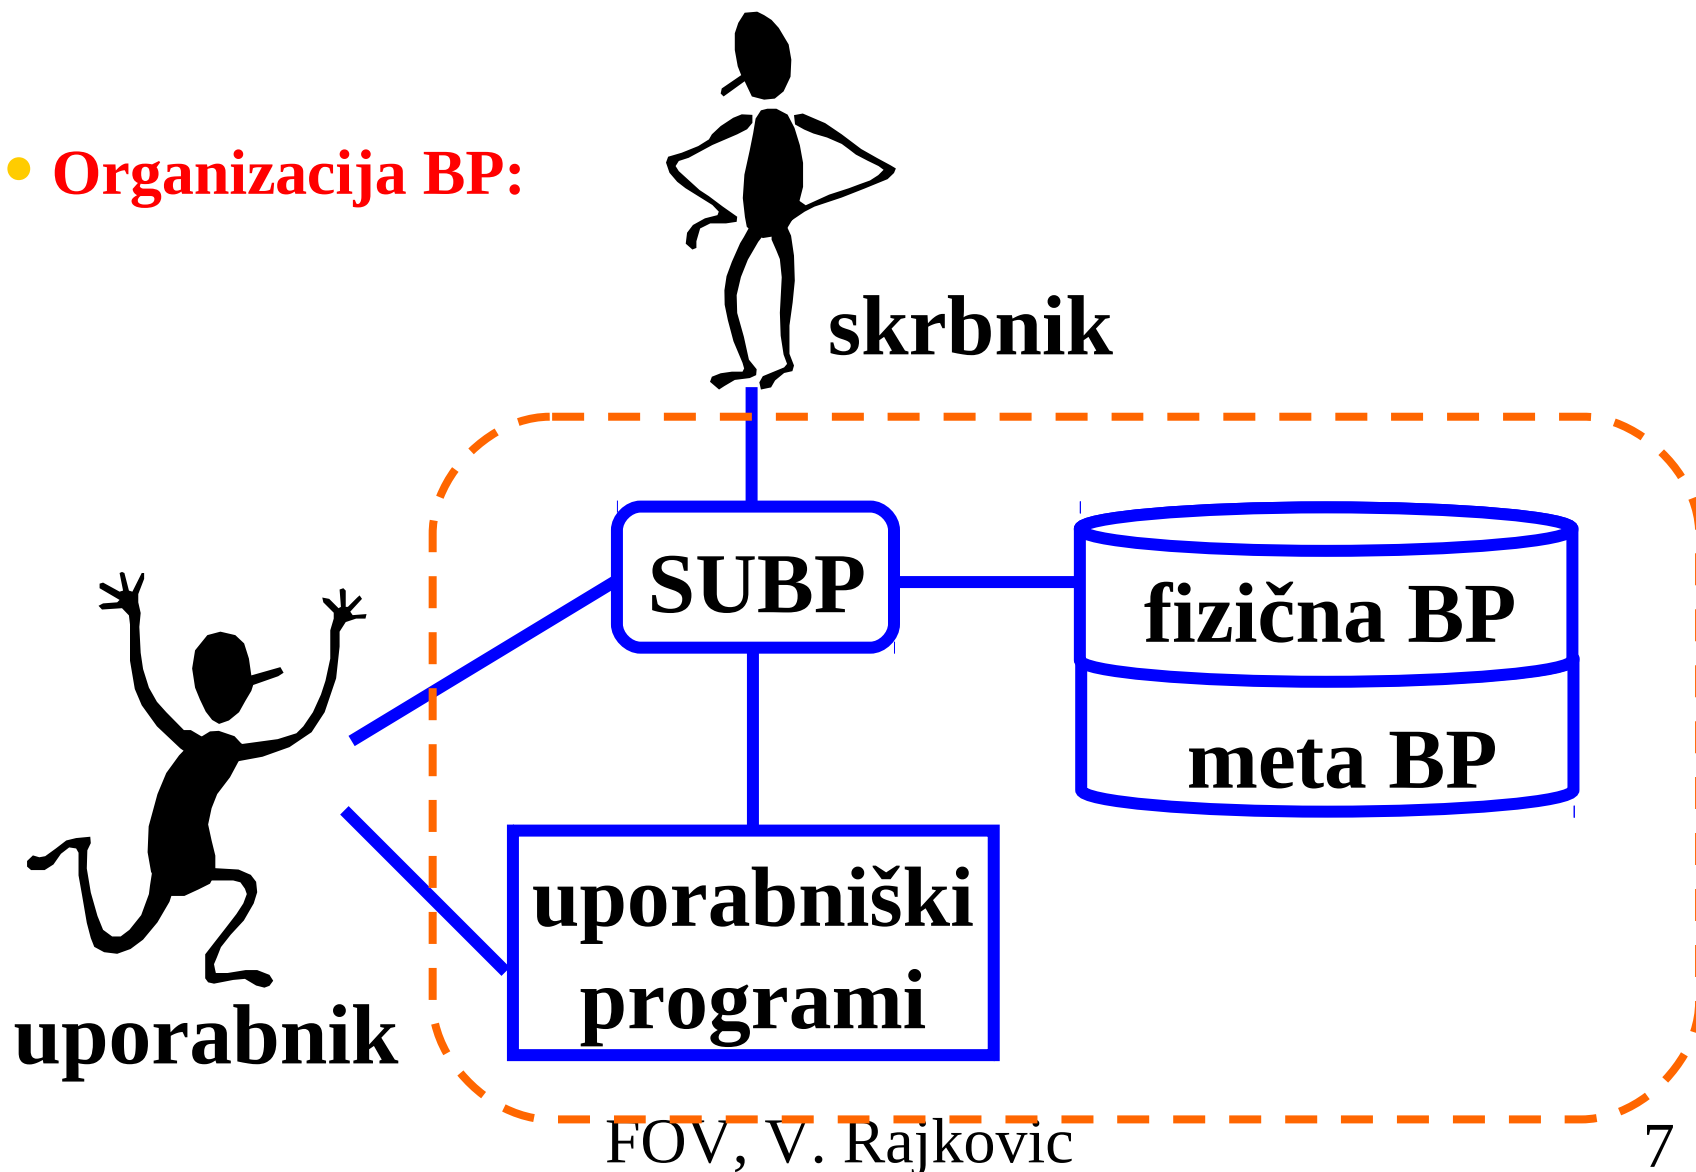 Organizacija BP:
skrbnik
SUBP
fizična BP
meta BP
uporabniški
programi
uporabnik
FOV, V. Rajkovic
7